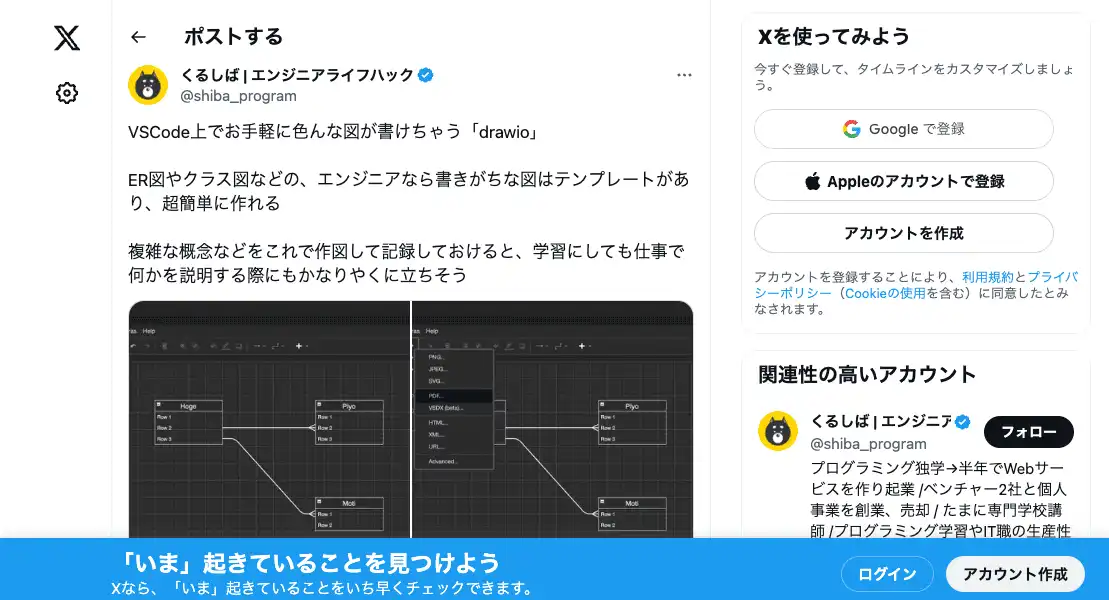 ポストする
くるしば | エンジニアライフハック
@shiba_program
VSCode上でお手軽に色んな図が書けちゃう「drawio」
ER図やクラス図などの、エンジニアなら書きがちな図はテンプレートがあ
り、超簡単に作れる
複雑な概念などをこれで作図して記録しておけると、学習にしても仕事で
何かを説明する際にもかなりやくに立ちそう
Help
Hoge
Row 1
Row 2
Row 3
Piyo
Row 1
Row 2
Row 3
Moti
Row 1
Row 2
Help
PNG...
JPEG...
SVG...
PDF...
VSDX (beta)...
HTML...
XML...
URL...
Advanced...
Piyo
Row 1
Row 2
Row 3
Moti
Row 1
Row 2
Xを使ってみよう
今すぐ登録して、タイムラインをカスタマイズしましょ
う。
Google で登録
Appleのアカウントで登録
アカウントを作成
アカウントを登録することにより、利用規約とプライバ
シーポリシー（Cookieの使用を含む）に同意したとみ
なされます。
関連性の高いアカウント
くるしば | エンジニア
@shiba_program
フォロー
プログラミング独学→半年でWebサー
ビスを作り起業 /ベンチャー2社と個人
事業を創業、売却 / たまに専門学校講
師 /プログラミング学習やIT職の生産性
「いま」起きていることを見つけよう
Xなら、「いま」起きていることをいち早くチェックできます。
ログイン
アカウント作成